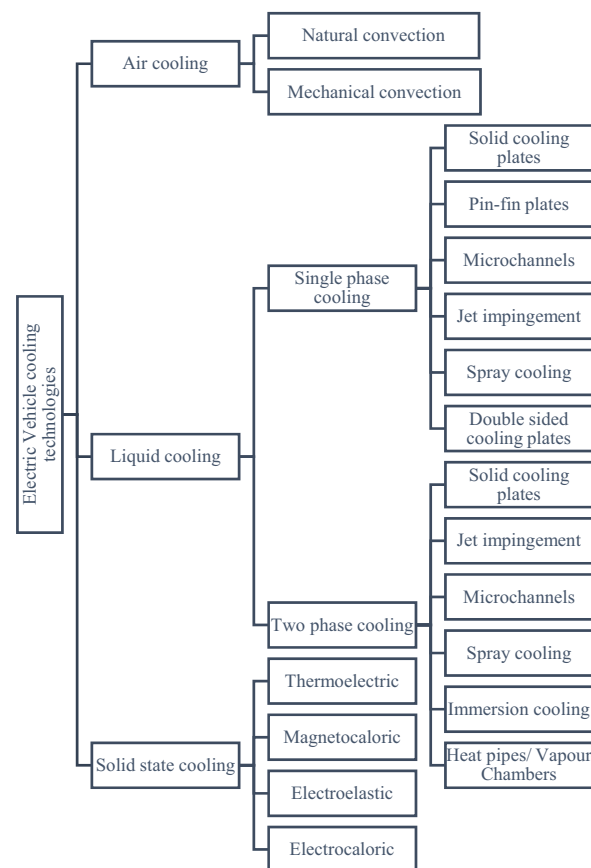 Electric Vehicle cooling
technologies
Air cooling
Natural convection
Mechanical convection
Liquid cooling
Single phase
cooling
Solid cooling
plates
Pin-fin plates
Microchannels
Jet impingement
Spray cooling
Double sided
cooling plates
Two phase cooling
Solid cooling
plates
Jet impingement
Microchannels
Spray cooling
Immersion cooling
Heat pipes/ Vapour
Chambers
Solid state cooling
Thermoelectric
Magnetocaloric
Electroelastic
Electrocaloric